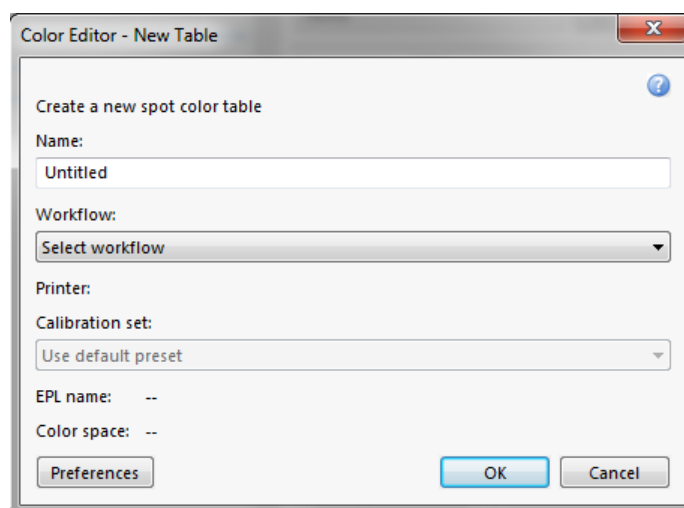 Color Editor - New Table
Create a new spot color table
Name:
Untitled
Workflow:
Select workflow
Printer:
Calibration set:
Use default preset
EPL name: --
Color space: --
Preferences OK Cancel